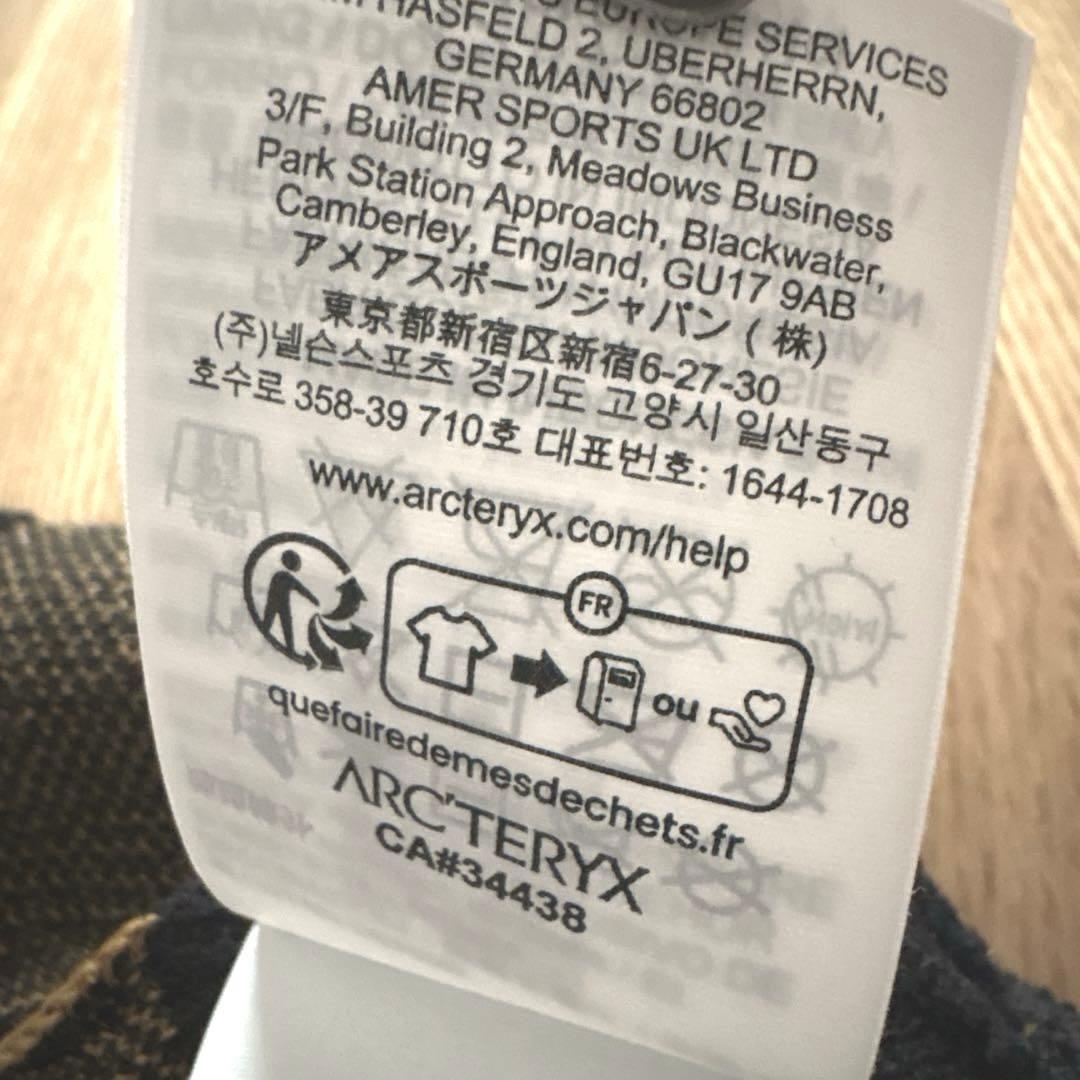 EUROPE SERVICES
HASFELD 2, UBERHERRN,
GERMANY 66802
AMER SPORTS UK LTD
3/F, Building 2, Meadows Business
Park Station Approach, Blackwater,
Camberley, England, GU17 9AB
アメアスポーツジャパン ( 株)
東京都新宿区新宿6-27-30
(주)넬슨스포츠 경기도 고양시 일산동구
호수로 358-39 710호 대표번호: 1644-1708
www.arcteryx.com/help
FR
ou
quefairedemesdechets.fr
ARC'TERYX
CA#34438